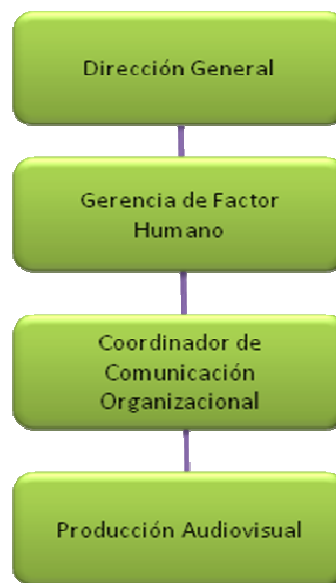 Dirección General
Gerencia de Factor
Humano
Coordinador de
Comunicación
Organizacional
Producción Audiovisual